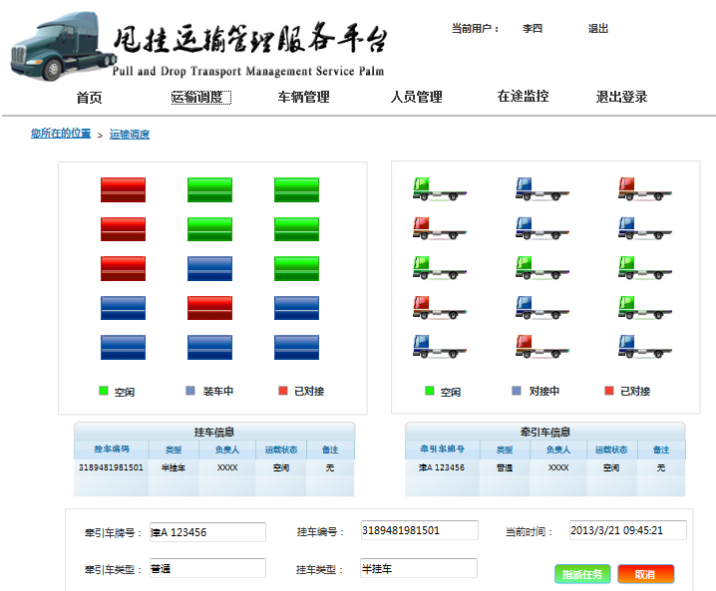 当前用户： 李四 退出
甩挂运输管理服务平台
Pull and Drop Transport Management Service Palm
首页 运输调度 车辆管理 人员管理 在途监控 退出登录
您所在的位置 > 运输调度
空闲 装车中 已对接
空闲 对接中 已对接
挂车信息
挂车编码 类型 负责人 运载状态 备注
3189481981501 半挂车 XXXX 空闲 无
牵引车信息
牵引车牌号 类型 负责人 运载状态 备注
津A 123456 普通 XXXX 空闲 无
牵引车牌号： 津A 123456 挂车编号： 3189481981501 当前时间： 2013/3/21 09:45:21
牵引车类型： 普通 挂车类型： 半挂车 指派任务 取消